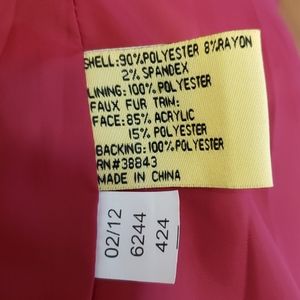 SHELL:90%POLYESTER 8%RAYON
2% SPANDEX
LINING:100% POLYESTER
FAUX FUR TRIM:
FACE:85% ACRYLIC
15% POLYESTER
BACKING:100%POLYESTER
RN#38843
MADE IN CHINA
02/12
6244
424